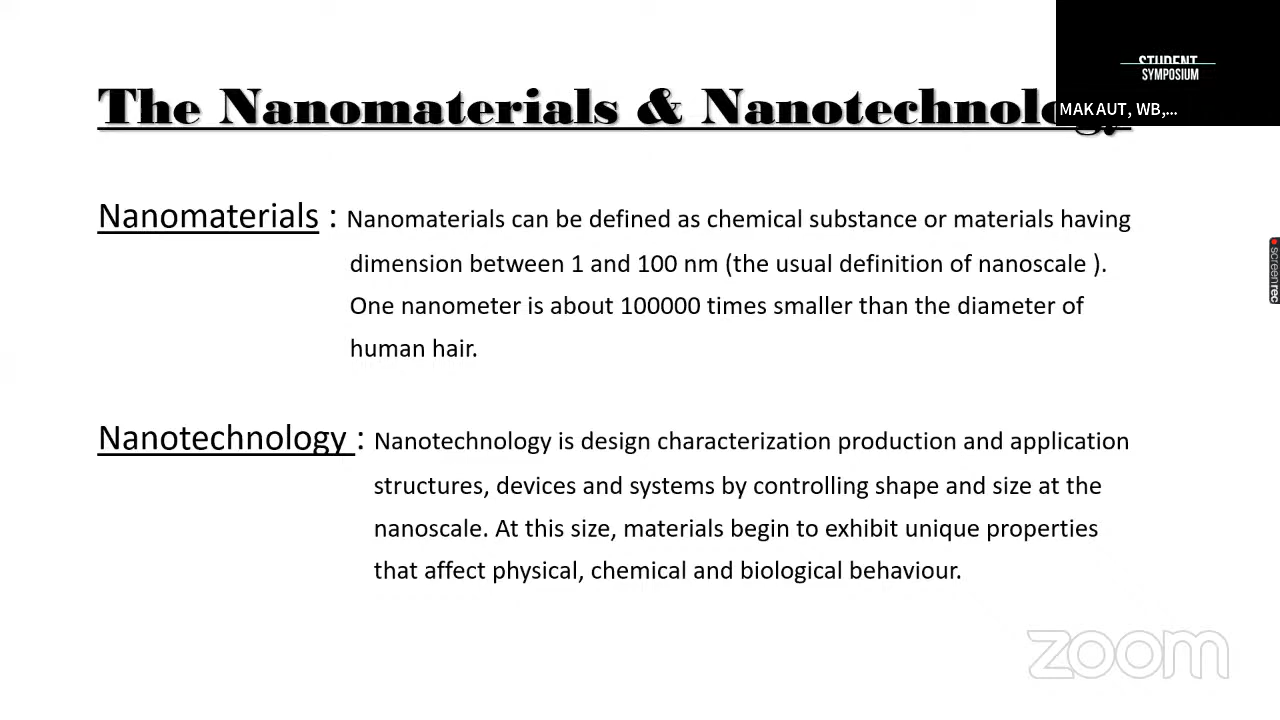 STUDENT
SYMPOSIUM
MAKAUT, WB,...
The Nanomaterials & Nanotechnology
Nanomaterials : Nanomaterials can be defined as chemical substance or materials having
dimension between 1 and 100 nm (the usual definition of nanoscale ).
One nanometer is about 100000 times smaller than the diameter of
human hair.
Nanotechnology : Nanotechnology is design characterization production and application
structures, devices and systems by controlling shape and size at the
nanoscale. At this size, materials begin to exhibit unique properties
that affect physical, chemical and biological behaviour.
screenrec
zoom